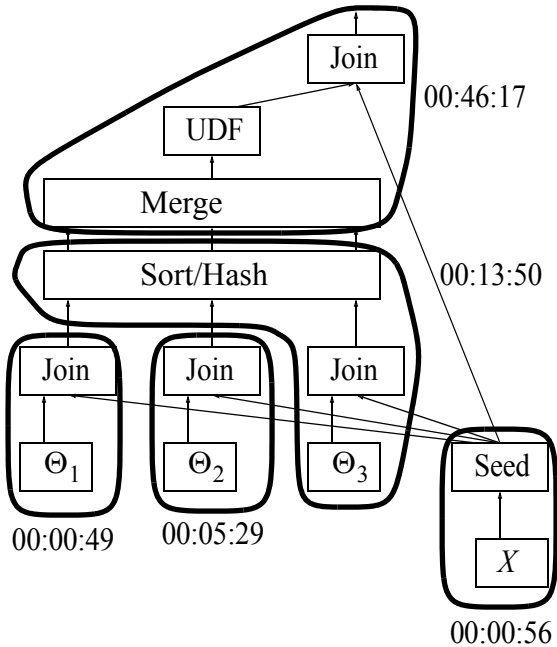 Join
00:46:17
UDF
Merge
Sort/Hash
00:13:50
Join
Join
Join
Θ1
Θ2
Θ3
Seed
00:00:49
00:05:29
X
00:00:56